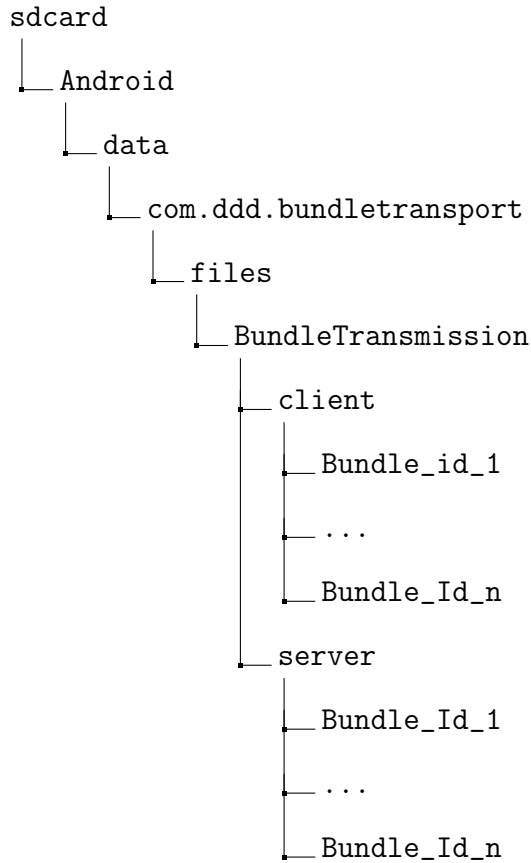 sdcard
Android
data
com.ddd.bundletransport
files
BundleTransmission
client
Bundle_id_1
...
Bundle_Id_n
server
Bundle_Id_1
...
Bundle_Id_n